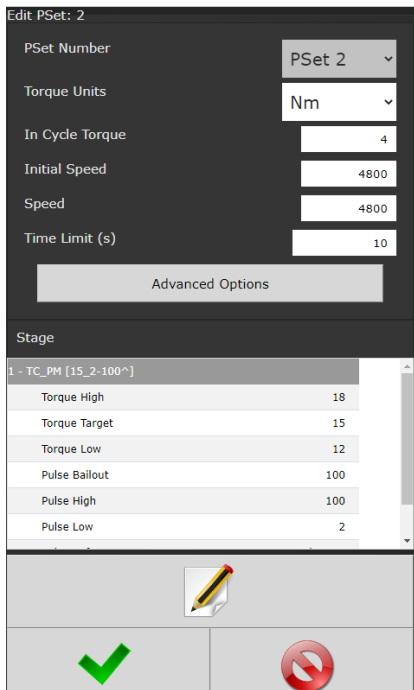 Edit PSet: 2
PSet Number PSet 2
Torque Units Nm
In Cycle Torque 4
Initial Speed 4800
Speed 4800
Time Limit (s) 10
Advanced Options
Stage
1 - TC_PM [15_2-100^]
Torque High 18
Torque Target 15
Torque Low 12
Pulse Bailout 100
Pulse High 100
Pulse Low 2